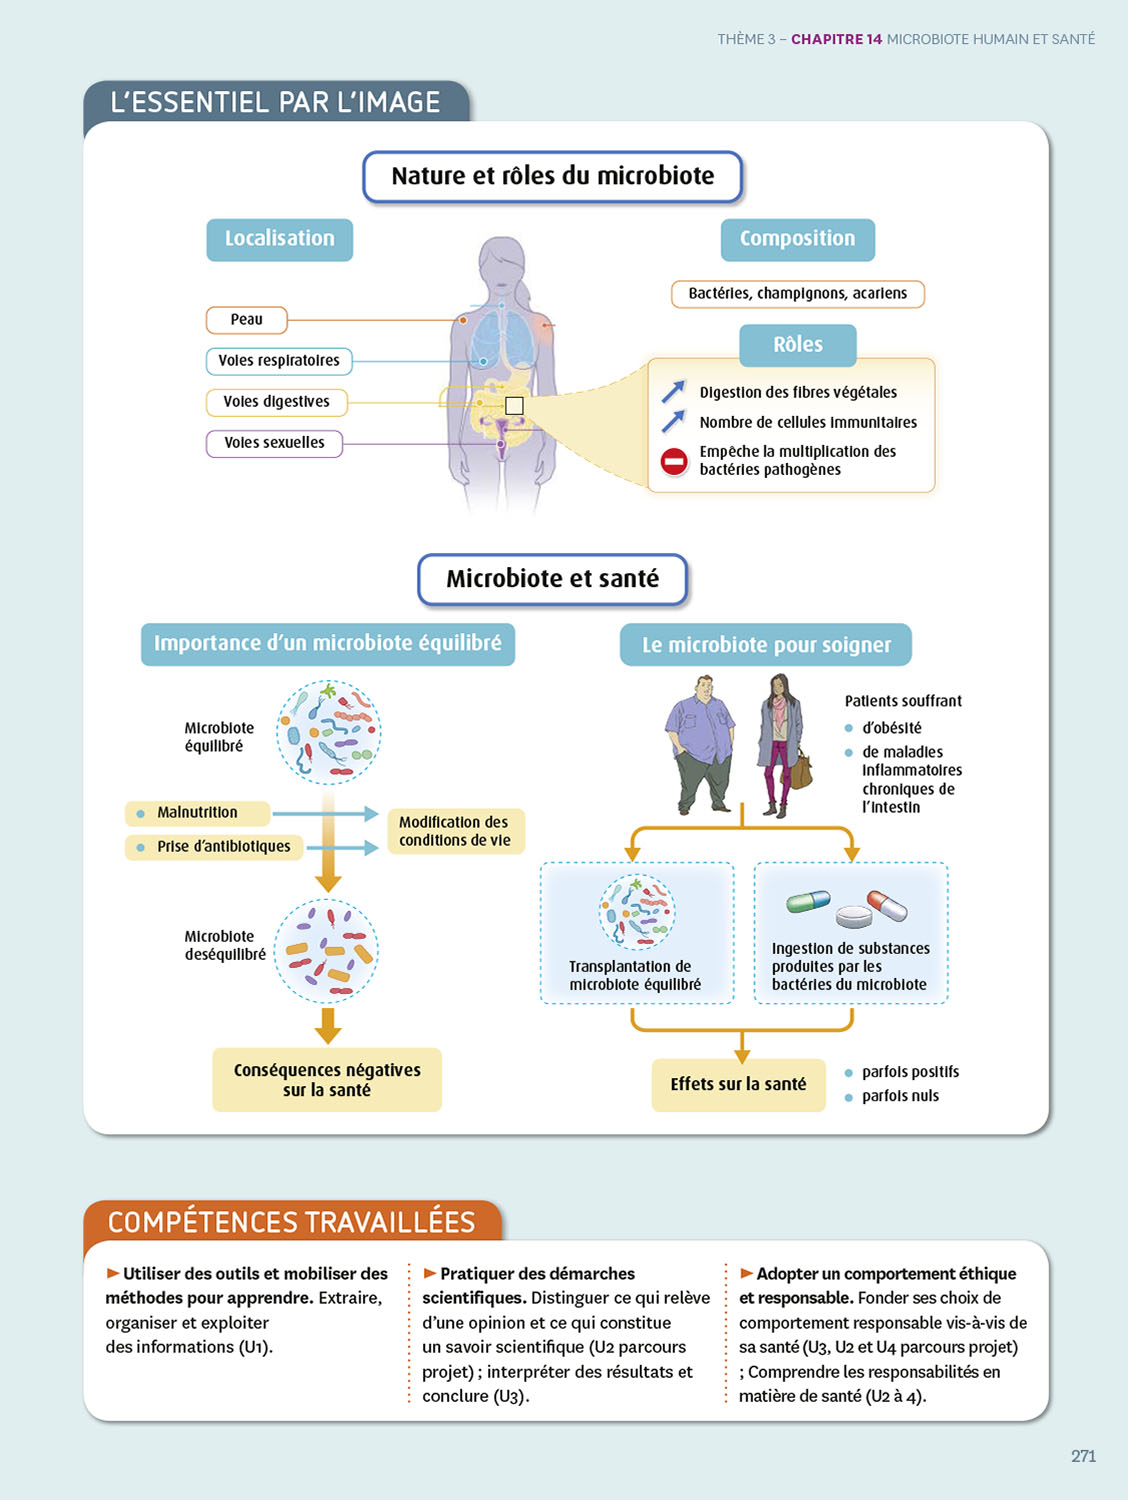 THÈME 3 – CHAPITRE 14 MICROBIOTE HUMAIN ET SANTÉ
L'ESSENTIEL PAR L'IMAGE
Nature et rôles du microbiote
Localisation
Peau
Voies respiratoires
Voies digestives
Voies sexuelles
Composition
Bactéries, champignons, acariens
Rôles
Digestion des fibres végétales
Nombre de cellules immunitaires
Empêche la multiplication des
bactéries pathogènes
Microbiote et santé
Importance d'un microbiote équilibré
Microbiote
équilibré
Malnutrition
Prise d'antibiotiques
Modification des
conditions de vie
Microbiote
deséquilibré
Conséquences négatives
sur la santé
Le microbiote pour soigner
Patients souffrant
d'obésité
de maladies
inflammatoires
chroniques de
l'intestin
Transplantation de
microbiote équilibré
Ingestion de substances
produites par les
bactéries du microbiote
Effets sur la santé
parfois positifs
parfois nuls
COMPÉTENCES TRAVAILLÉES
► Utiliser des outils et mobiliser des
méthodes pour apprendre. Extraire,
organiser et exploiter
des informations (U1).
► Pratiquer des démarches
scientifiques. Distinguer ce qui relève
d'une opinion et ce qui constitue
un savoir scientifique (U2 parcours
projet) ; interpréter des résultats et
conclure (U3).
► Adopter un comportement éthique
et responsable. Fonder ses choix de
comportement responsable vis-à-vis de
sa santé (U3, U2 et U4 parcours projet)
; Comprendre les responsabilités en
matière de santé (U2 à 4).
271